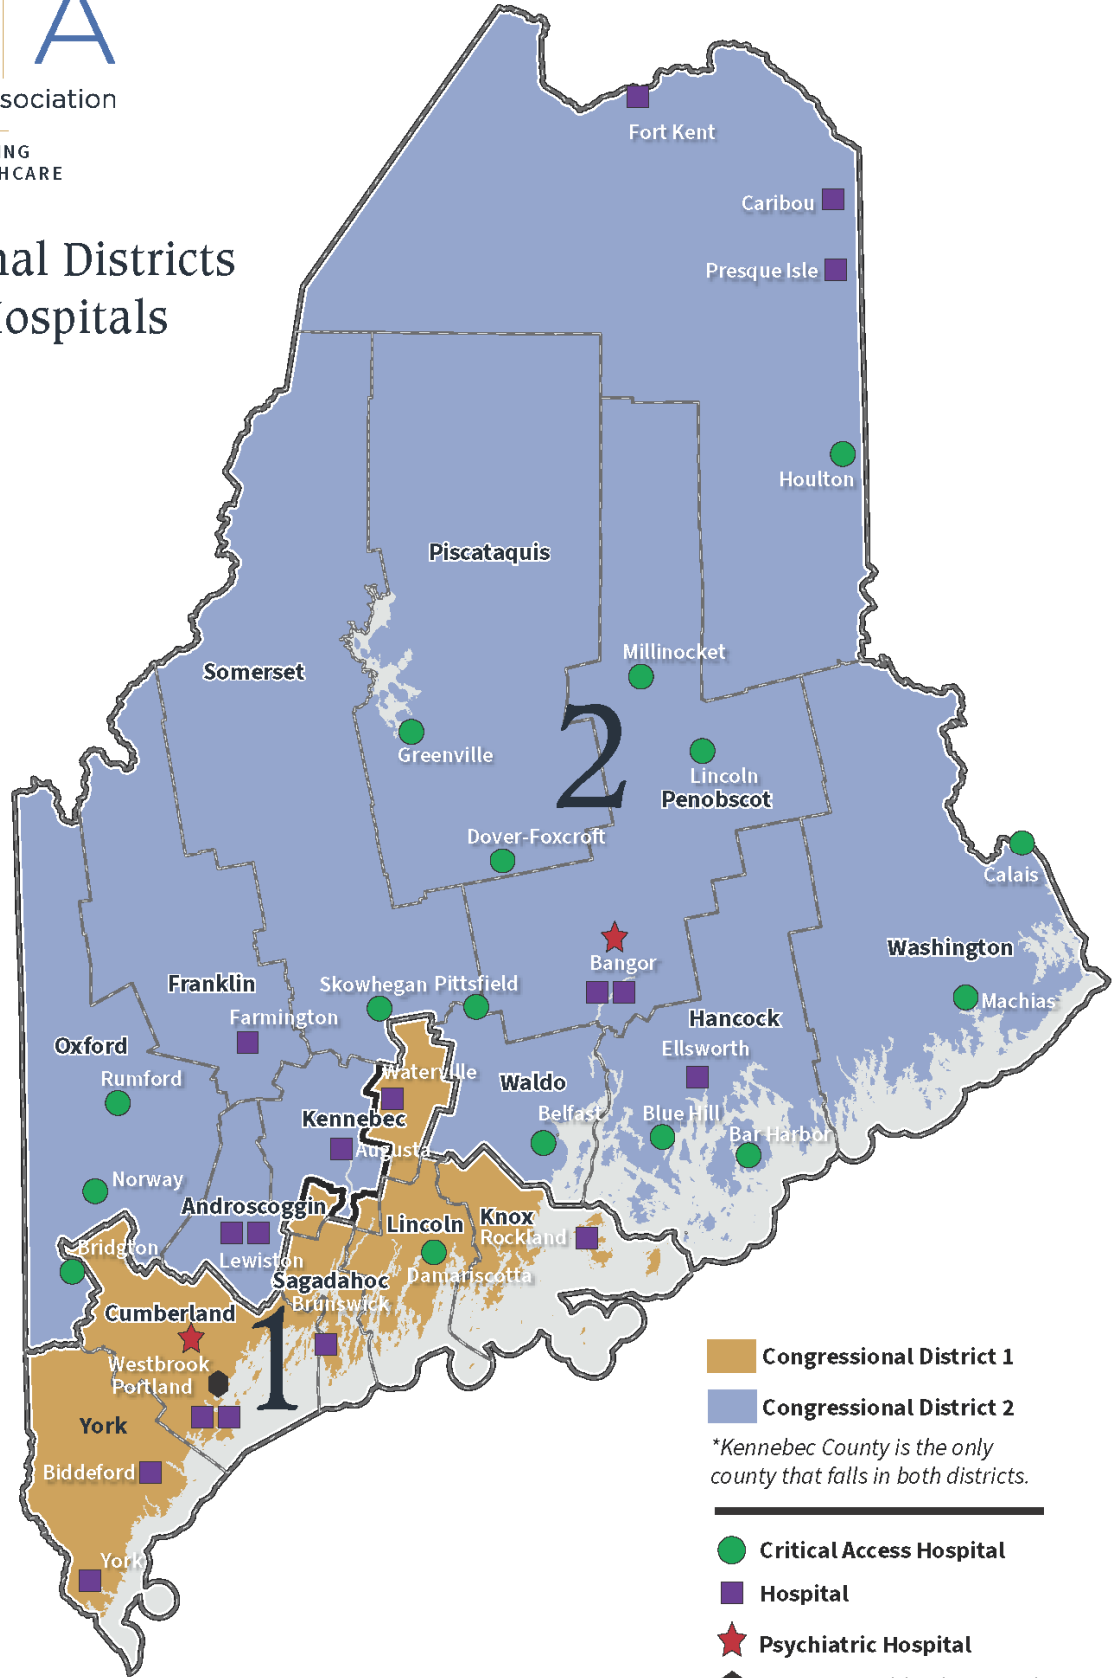 A
sociation
NG
HCARE
nal Districts
ospitals
Fort Kent
Caribou
Presque Isle
Houlton
Piscataquis
Somerset
Millinocket
2
Greenville
Lincoln
Penobscot
Dover-Foxcroft
Calais
Washington
Bangor
Franklin
Skowhegan
Pittsfield
Machias
Farmington
Hancock
Oxford
Ellsworth
Rumford
Waterville
Waldo
Kennebec
Belfast
Blue Hill
Bar Harbor
Augusta
Norway
Androscoggin
Lincoln
Knox
Rockland
Bridgton
Lewiston
Sagadahoc
Damariscotta
Cumberland
Brunswick
1
Westbrook
Portland
York
Biddeford
York
Congressional District 1
Congressional District 2
*Kennebec County is the only
county that falls in both districts.
Critical Access Hospital
Hospital
Psychiatric Hospital